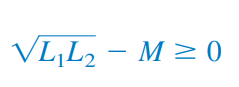 √L₁L₂ − M ≥ 0